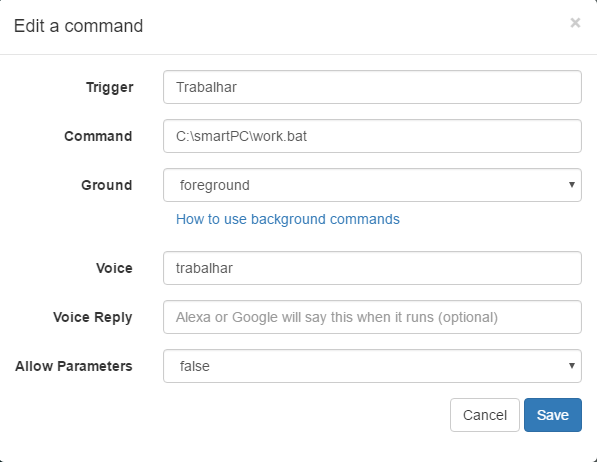 Edit a command ×
Trigger Trabalhar
Command C:\smartPC\work.bat
Ground foreground
How to use background commands
Voice trabalhar
Voice Reply Alexa or Google will say this when it runs (optional)
Allow Parameters false
Cancel Save